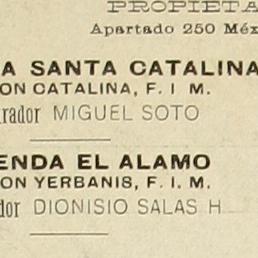 PROPIETA
Apartado 250 Méx
A SANTA CATALINA
ON CATALINA, F. I M.
rador MIGUEL SOTO
ENDA EL ALAMO
ON YERBANIS, F. I. M.
dor DIONISIO SALAS H